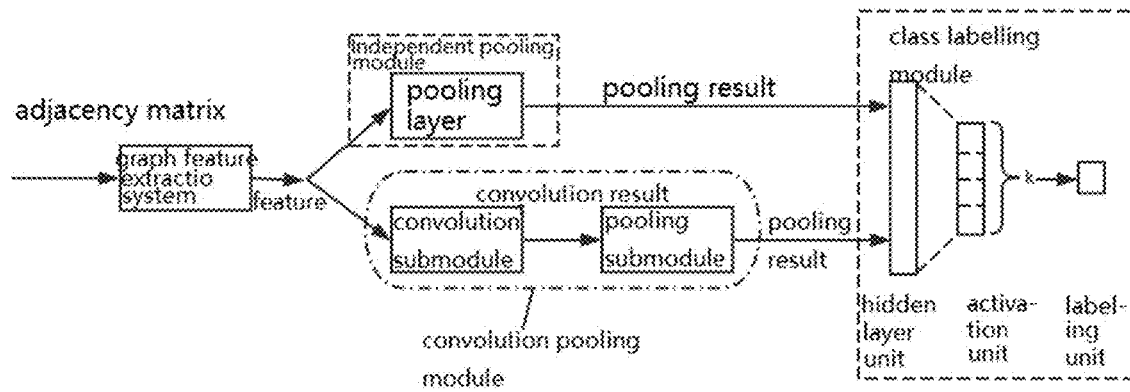 adjacency matrix
graph feature
extractio
system
feature
Independent pooling
module
pooling
layer
pooling result
convolution result
convolution
submodule
pooling
submodule
pooling
result
convolution pooling
module
class labelling
module
k
hidden
layer
unit
activa-
tion
unit
label-
ing
unit